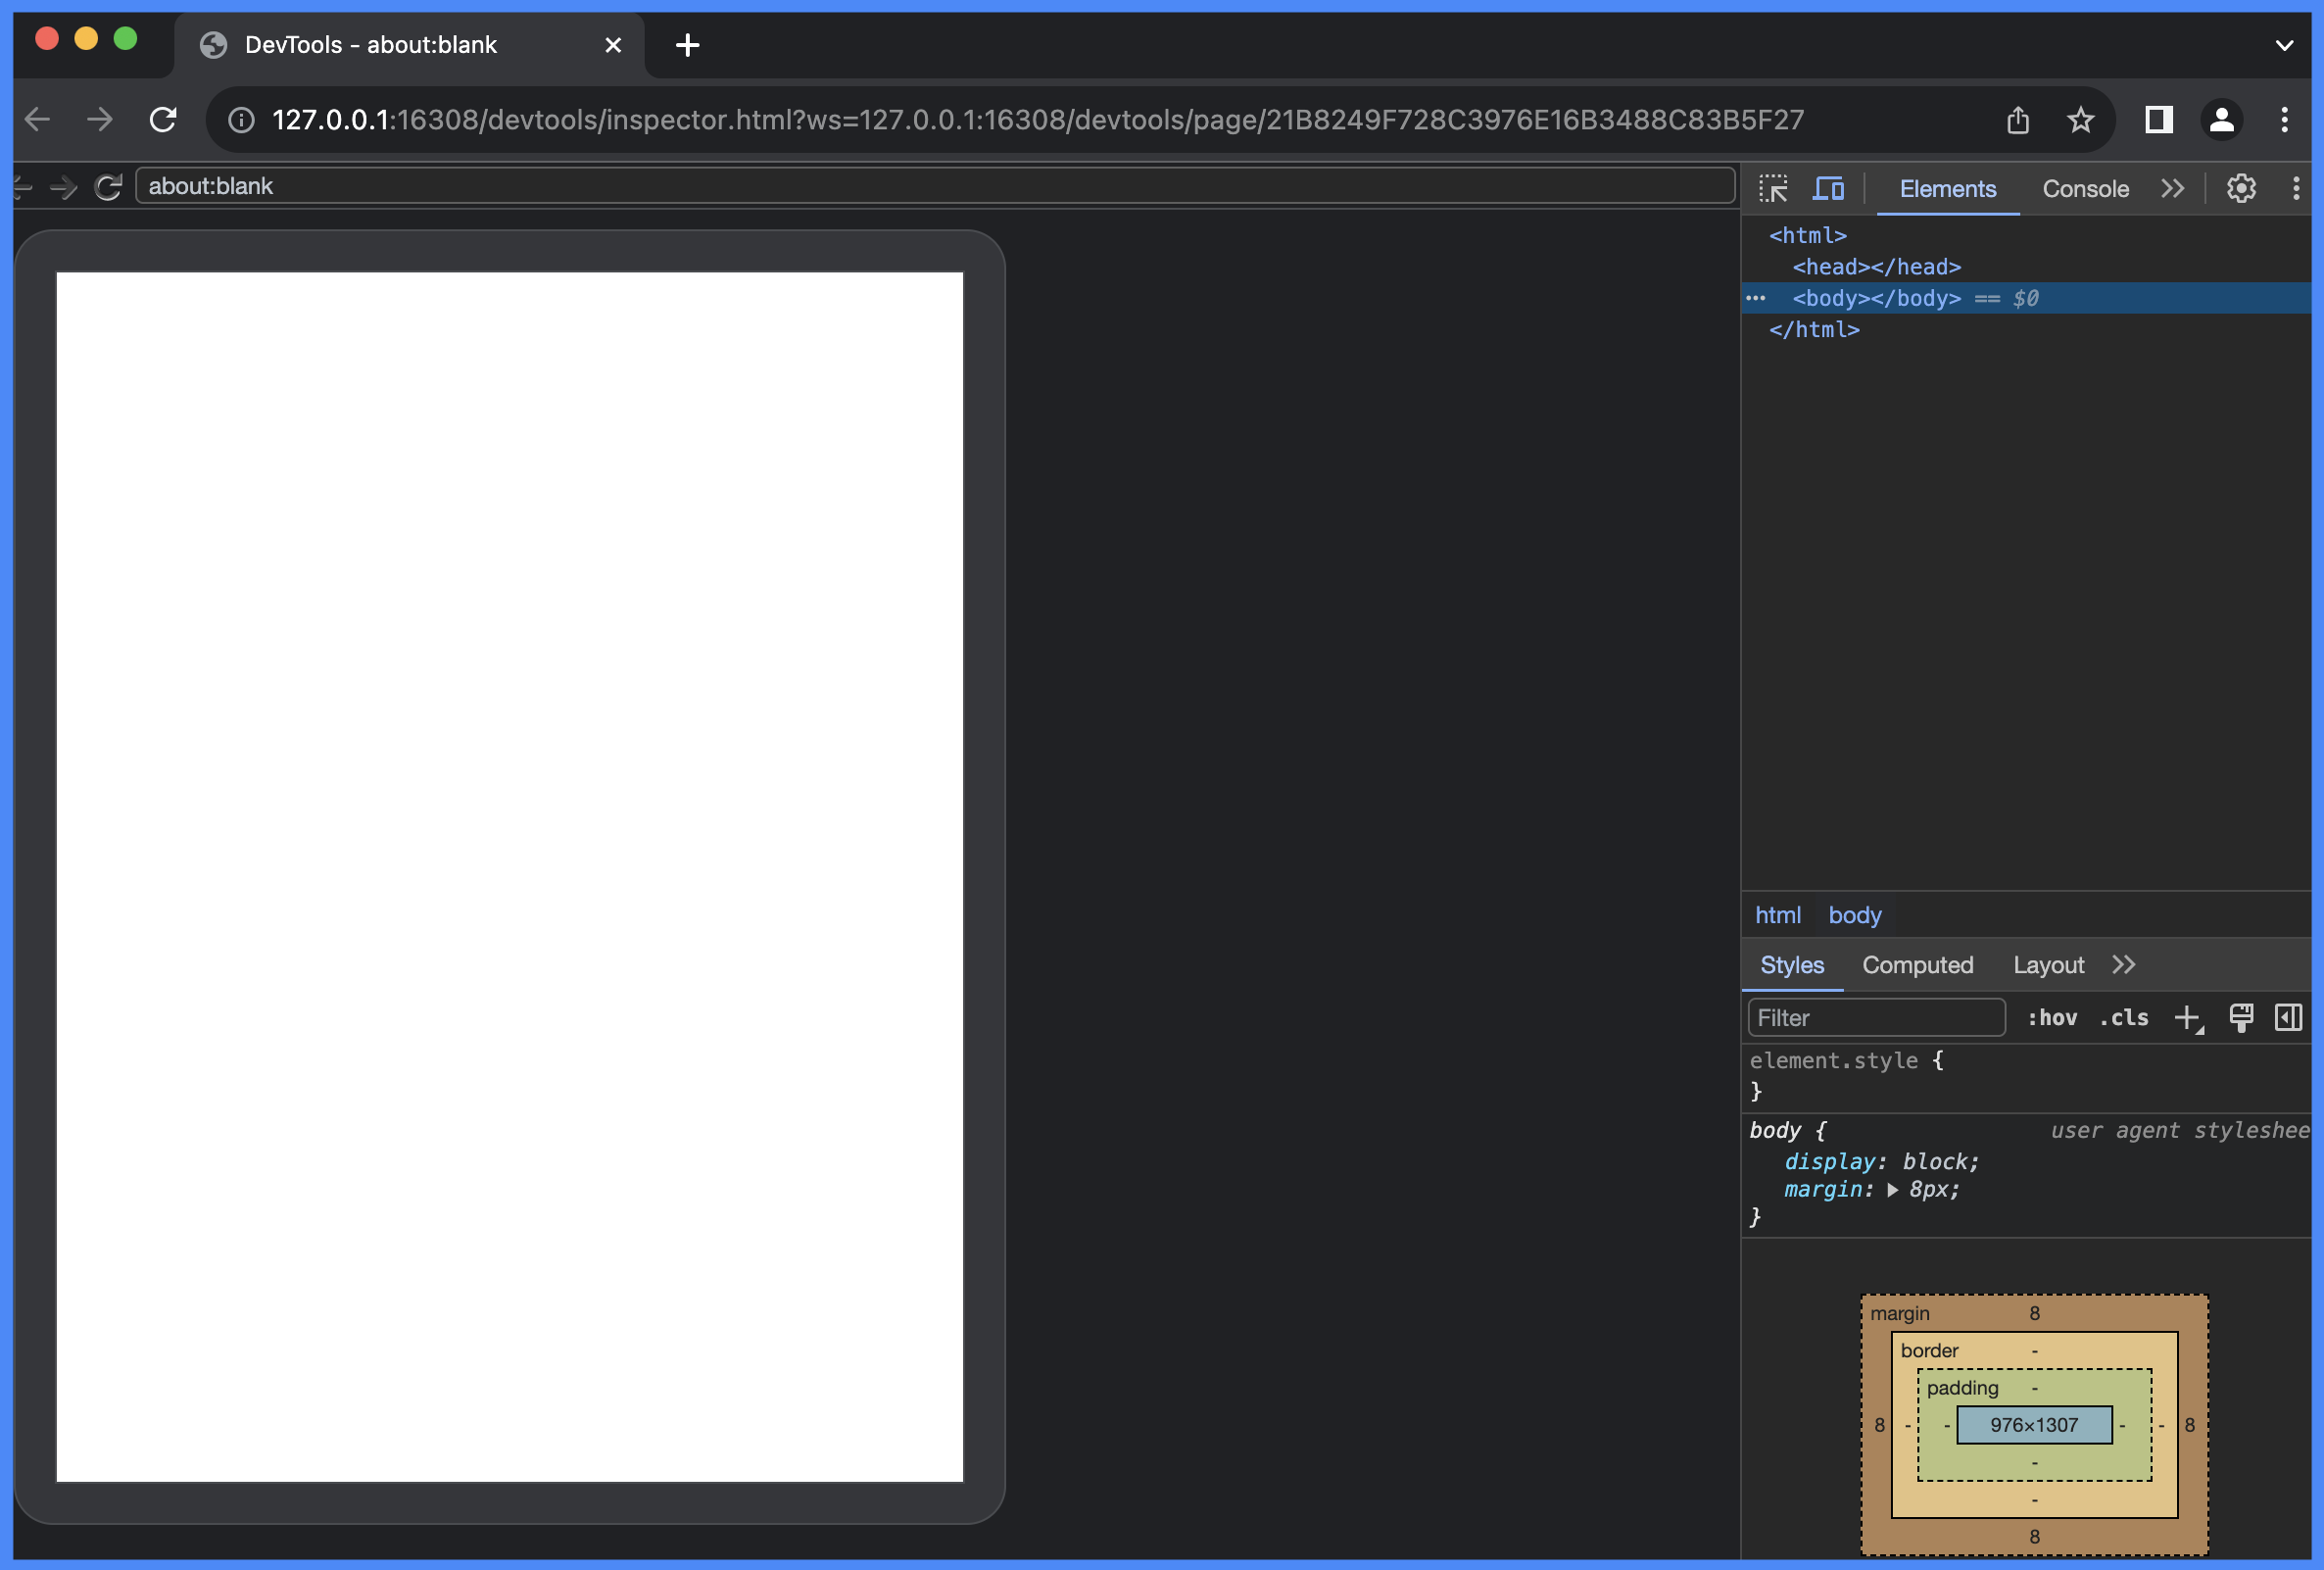 DevTools - about:blank
127.0.0.1:16308/devtools/inspector.html?ws=127.0.0.1:16308/devtools/page/21B8249F728C3976E16B3488C83B5F27
about:blank
Elements Console
<html>
<head></head>
<body></body> == $0
</html>
html body
Styles Computed Layout
Filter :hov .cls
element.style {
}
body { user agent styleshee
display: block;
margin: 8px;
}
margin 8
border -
padding -
8 - - 976×1307 - - 8
-
-
8